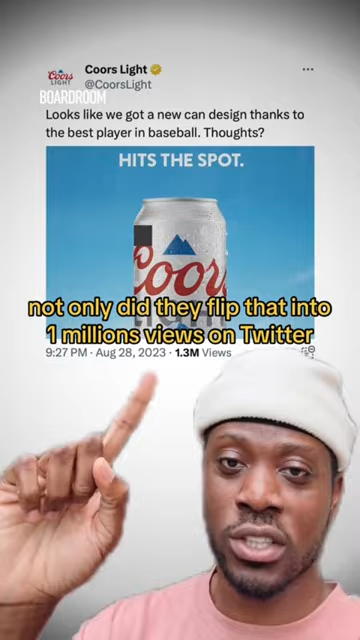 Coors Light
@CoorsLight
Coors
LIGHT
BOARDROOM
Looks like we got a new can design thanks to
the best player in baseball. Thoughts?
HITS THE SPOT.
Coors
not only did they flip that into
1 millions views on Twitter
9:27 PM · Aug 28, 2023 · 1.3M Views